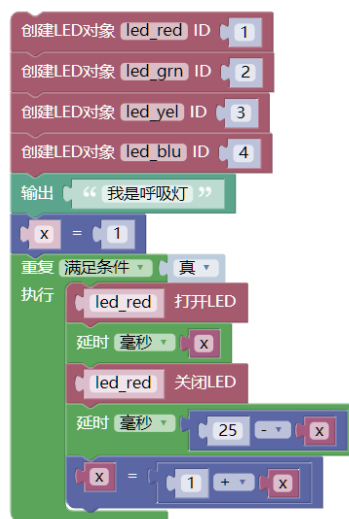 创建LED对象 led_red ID 1
创建LED对象 led_grn ID 2
创建LED对象 led_yel ID 3
创建LED对象 led_blu ID 4
输出 “ 我是呼吸灯 ”
x = 1
重复 满足条件 真
执行 led_red 打开LED
延时 毫秒 x
led_red 关闭LED
延时 毫秒 25 - x
x = 1 + x